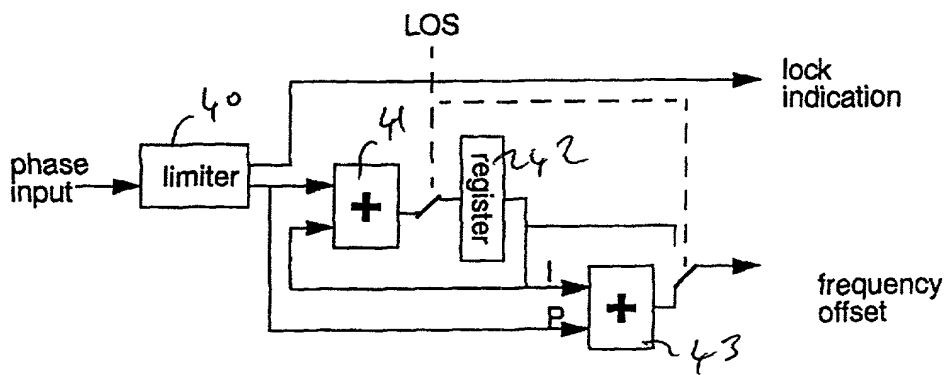 LOS
lock
indication
40
41
phase
input
limiter
+
register
42
I
P
+
frequency
offset
43